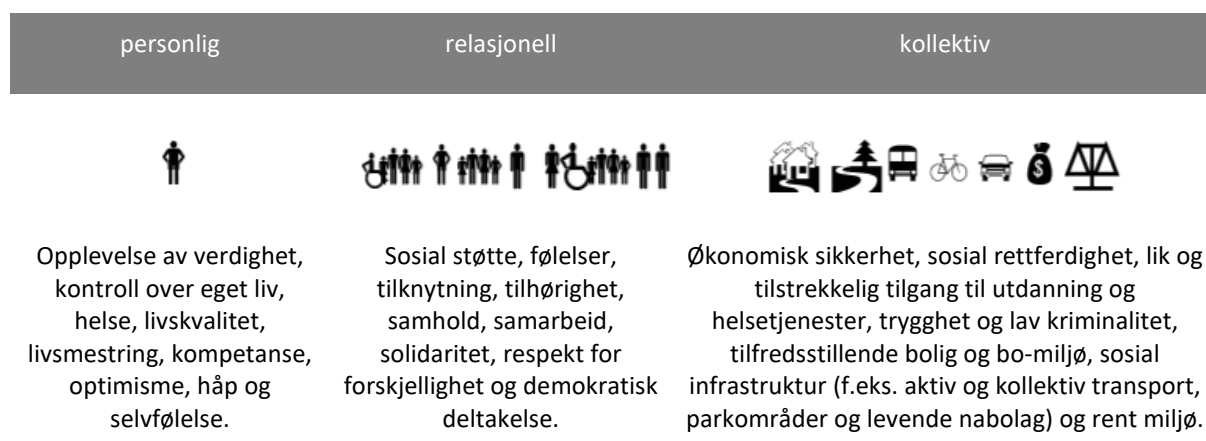 personlig
relasjonell
kollektiv
Opplevelse av verdighet,
kontroll over eget liv,
helse, livskvalitet,
livsmestring, kompetanse,
optimisme, håp og
selvfølelse.
Sosial støtte, følelser,
tilknytning, tilhørighet,
samhold, samarbeid,
solidaritet, respekt for
forskjellighet og demokratisk
deltakelse.
Økonomisk sikkerhet, sosial rettferdighet, lik og
tilstrekkelig tilgang til utdanning og
helsetjenester, trygghet og lav kriminalitet,
tilfredsstillende bolig og bo-miljø, sosial
infrastruktur (f.eks. aktiv og kollektiv transport,
parkområder og levende nabolag) og rent miljø.